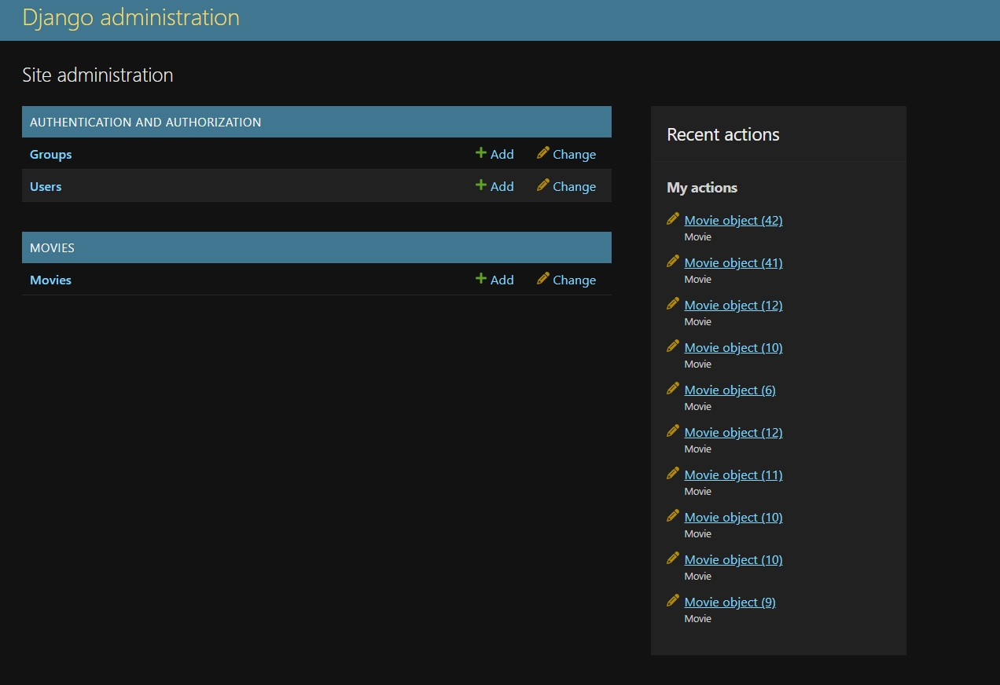 Django administration
Site administration
AUTHENTICATION AND AUTHORIZATION
Groups Add Change
Users Add Change
MOVIES
Movies Add Change
Recent actions
My actions
Movie object (42)
Movie
Movie object (41)
Movie
Movie object (12)
Movie
Movie object (10)
Movie
Movie object (6)
Movie
Movie object (12)
Movie
Movie object (11)
Movie
Movie object (10)
Movie
Movie object (10)
Movie
Movie object (9)
Movie